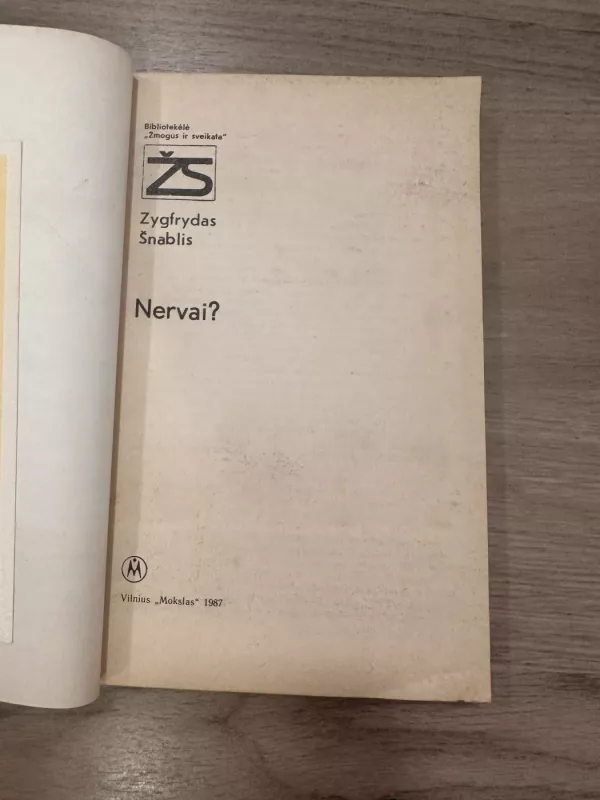 Bibliotekėlė
„Žmogus ir sveikata“
ŽS
Zygfrydas
Šnablis
Nervai?
M
Vilnius „Mokslas“ 1987